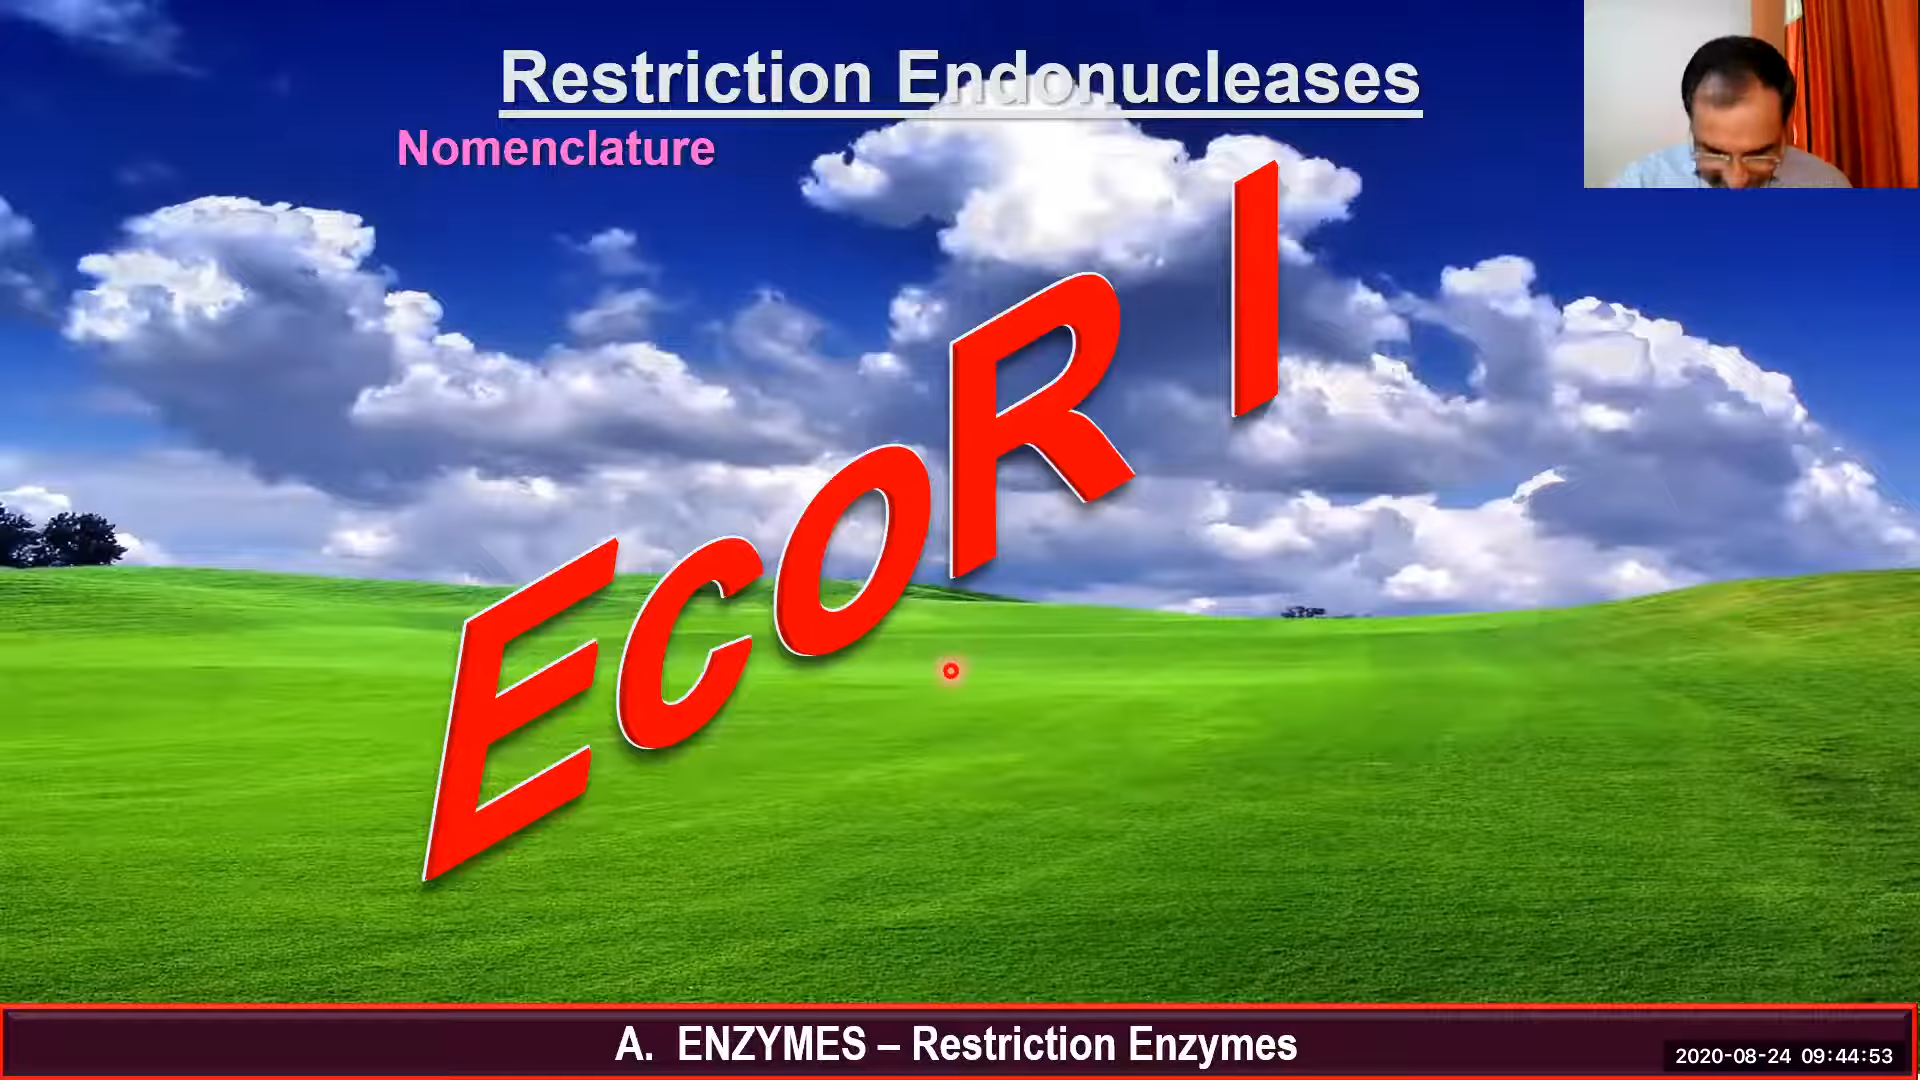 Restriction Endonucleases
Nomenclature
EcoR I
A. ENZYMES – Restriction Enzymes
2020-08-24 09:44:53